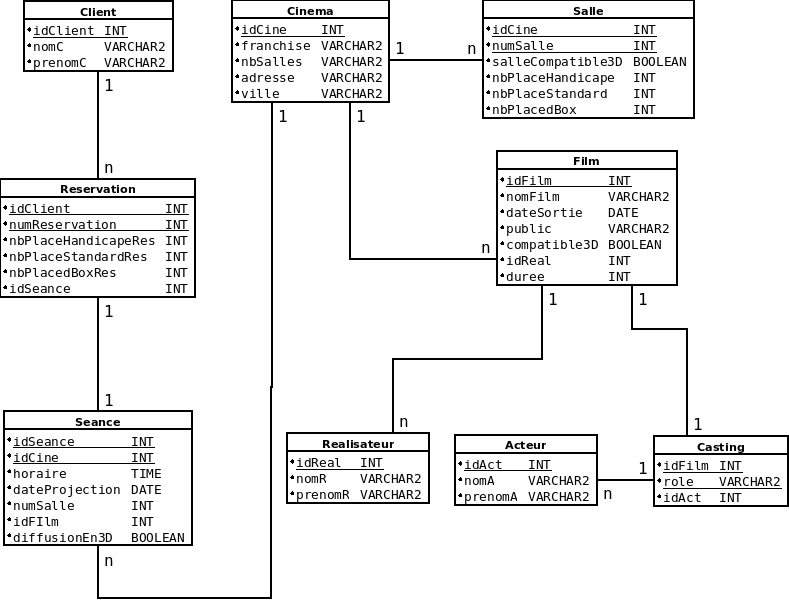 Client
idClient INT
nomC VARCHAR2
prenomC VARCHAR2
1
n
Reservation
idClient INT
numReservation INT
nbPlaceHandicapeRes INT
nbPlaceStandardRes INT
nbPlacedBoxRes INT
idSeance INT
1
1
Seance
idSeance INT
idCine INT
horaire TIME
dateProjection DATE
numSalle INT
idFIlm INT
diffusionEn3D BOOLEAN
n
Cinema
idCine INT
franchise VARCHAR2
nbSalles VARCHAR2
adresse VARCHAR2
ville VARCHAR2
1
1
1 n
Salle
idCine INT
numSalle INT
salleCompatible3D BOOLEAN
nbPlaceHandicape INT
nbPlaceStandard INT
nbPlacedBox INT
n
Film
idFilm INT
nomFilm VARCHAR2
dateSortie DATE
public VARCHAR2
compatible3D BOOLEAN
idReal INT
duree INT
1
1
n
Realisateur
idReal INT
nomR VARCHAR2
prenomR VARCHAR2
Acteur
idAct INT
nomA VARCHAR2
prenomA VARCHAR2
n
1
1
Casting
idFilm INT
role VARCHAR2
idAct INT